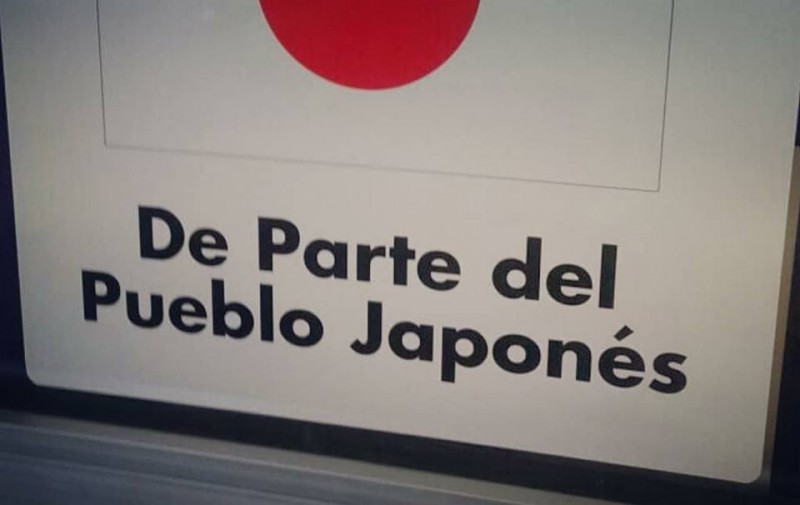 De Parte del
Pueblo Japonés